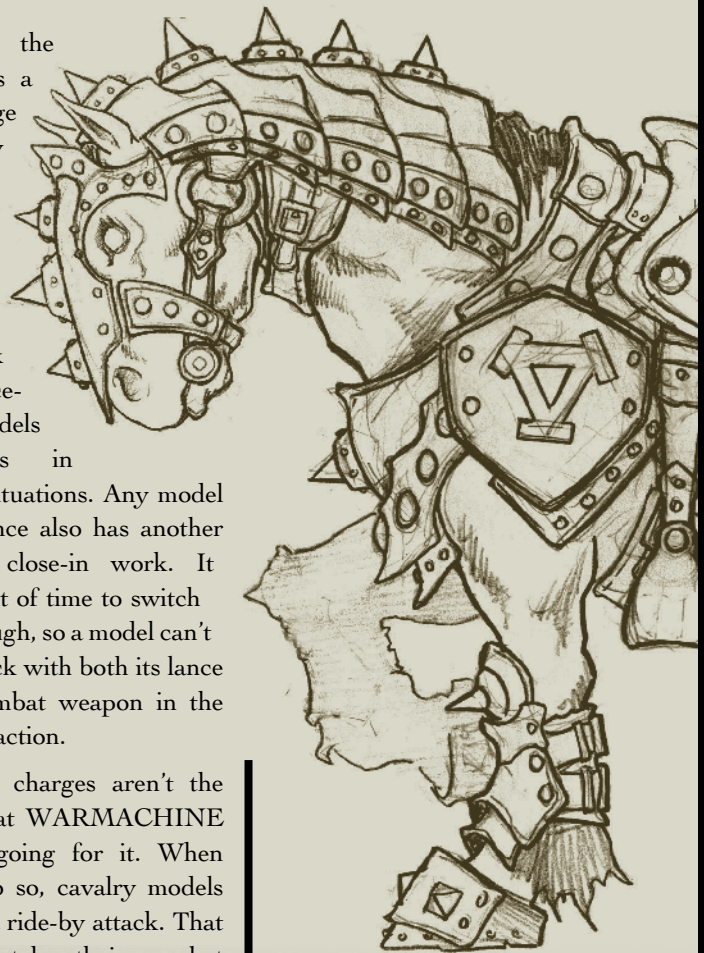 the
s a
ge
in
tuations. Any model
nce also has another
close-in work. It
t of time to switch
ugh, so a model can't
ck with both its lance
mbat weapon in the
action.
charges aren't the
at WARMACHINE
going for it. When
o so, cavalry models
ride-by attack. That